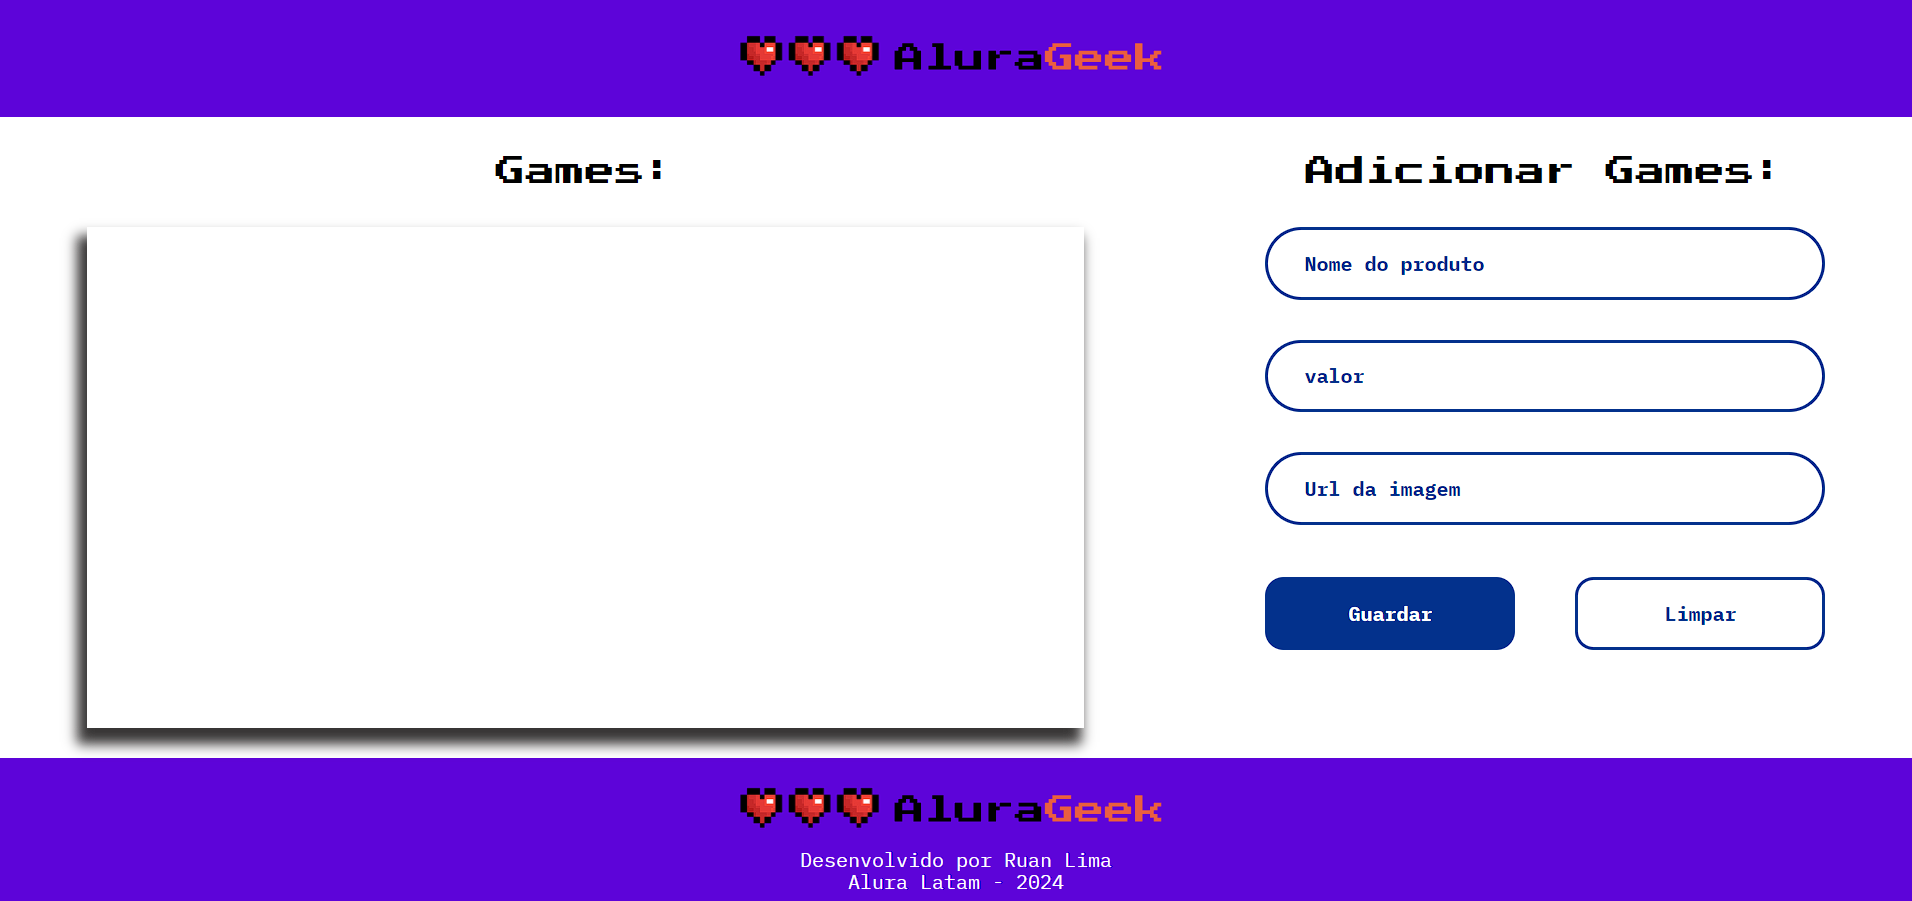 AluraGeek
Games:
Adicionar Games:
Nome do produto
valor
Url da imagem
Guardar
Limpar
AluraGeek
Desenvolvido por Ruan Lima
Alura Latam - 2024